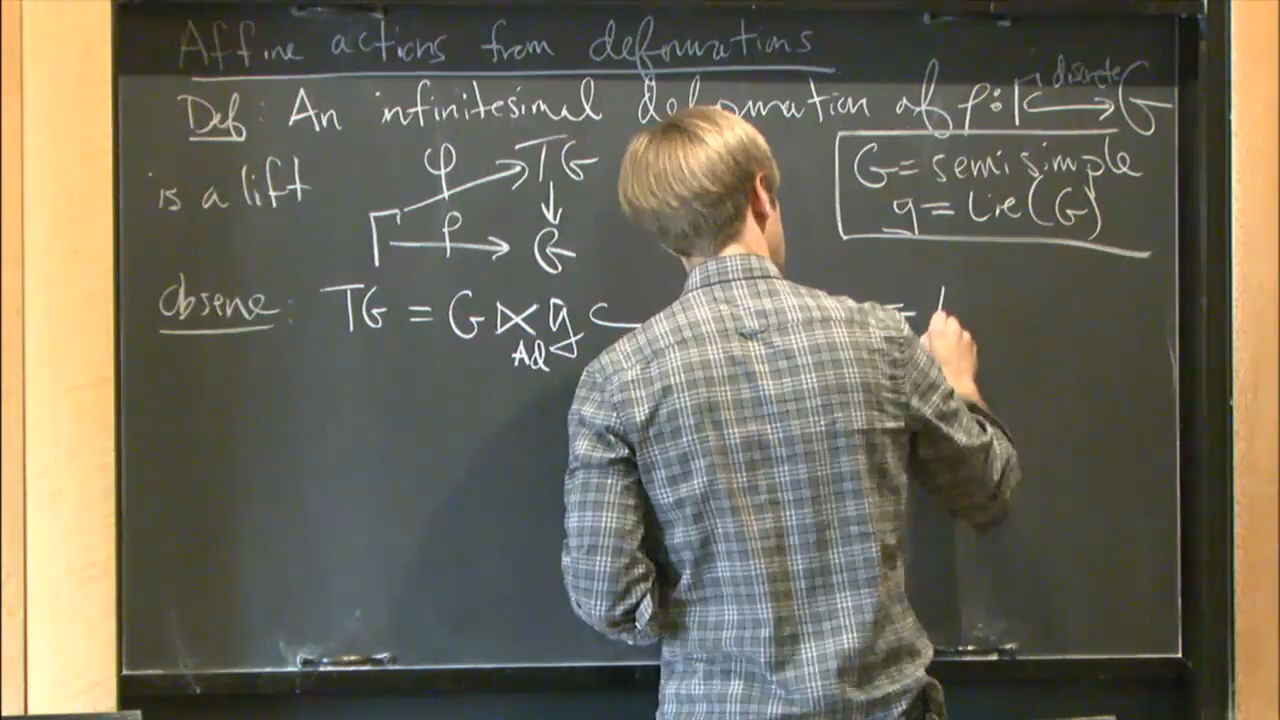 Affine actions from deformations
Def: An infinitesimal deformation of ρ: Γ ↪ G
discrete
is a lift
φ
TG
Γ
ρ
G
G = semisimple
g = Lie(G)
Observe: TG = G ⋉ g ↪ =
Ad